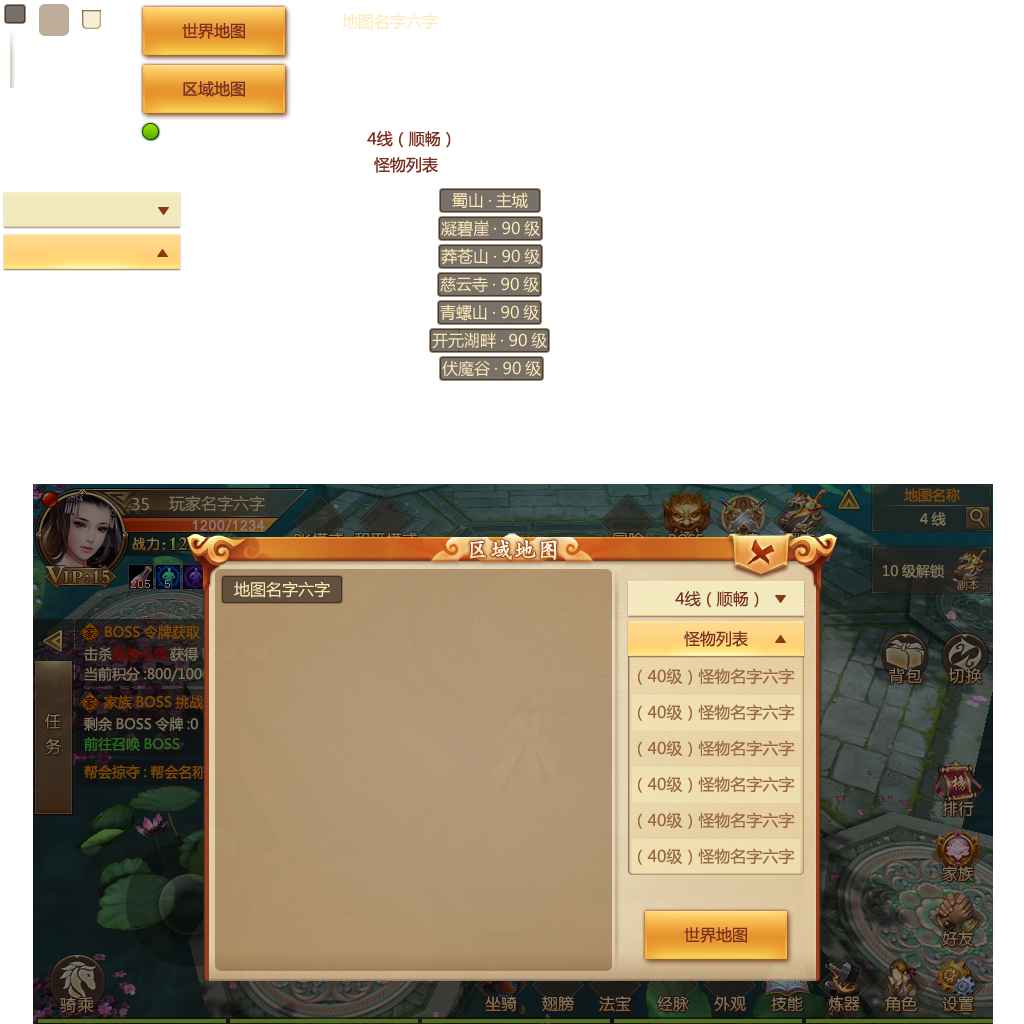 世界地图
地图名字六字
区域地图
4线（顺畅）
怪物列表
蜀山·主城
凝碧崖·90 级
莽苍山·90 级
慈云寺·90 级
青螺山·90 级
开元湖畔·90 级
伏魔谷·90 级
35 玩家名字六字
1200/1234
战力:12
VIP:15
205
5
地图名称
4 线
10 级解锁
副本
区域地图
地图名字六字
4线（顺畅）
怪物列表
（40级）怪物名字六字
（40级）怪物名字六字
（40级）怪物名字六字
（40级）怪物名字六字
（40级）怪物名字六字
（40级）怪物名字六字
世界地图
家 BOSS 令牌获取
击杀 获得
当前积分 :800/100
家 家族 BOSS 挑战
剩余 BOSS 令牌 :0
前往召唤 BOSS
帮会掠夺 : 帮会名称
任务
背包
切换
榜
排行
家族
好友
骑乘
坐骑
翅膀
法宝
经脉
外观
技能
炼器
角色
设置